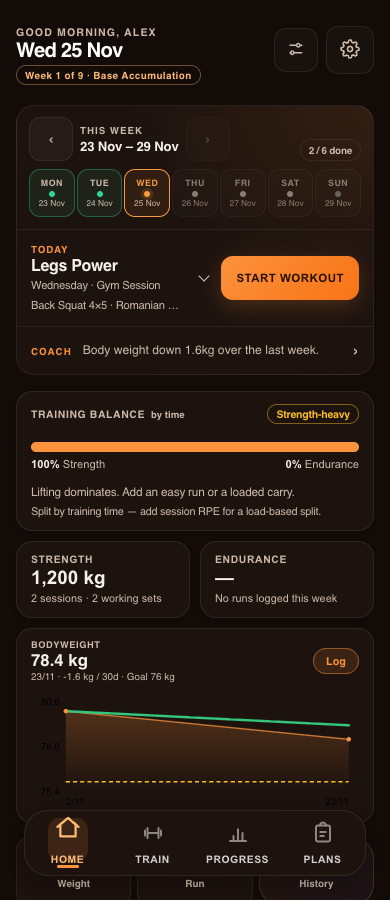 GOOD MORNING, ALEX
Wed 25 Nov
Week 1 of 9 · Base Accumulation
THIS WEEK
23 Nov – 29 Nov
2/6 done
MON TUE WED THU FRI SAT SUN
23 Nov 24 Nov 25 Nov 26 Nov 27 Nov 28 Nov 29 Nov
TODAY
Legs Power
Wednesday · Gym Session
Back Squat 4×5 · Romanian …
START WORKOUT
COACH Body weight down 1.6kg over the last week.
TRAINING BALANCE by time
Strength-heavy
100% Strength 0% Endurance
Lifting dominates. Add an easy run or a loaded carry.
Split by training time — add session RPE for a load-based split.
STRENGTH
1,200 kg
2 sessions · 2 working sets
ENDURANCE
—
No runs logged this week
BODYWEIGHT
78.4 kg
23/11 · -1.6 kg / 30d · Goal 76 kg
Log
80.6
78.0
75.4
2/11 23/11
HOME TRAIN PROGRESS PLANS
Weight Run History